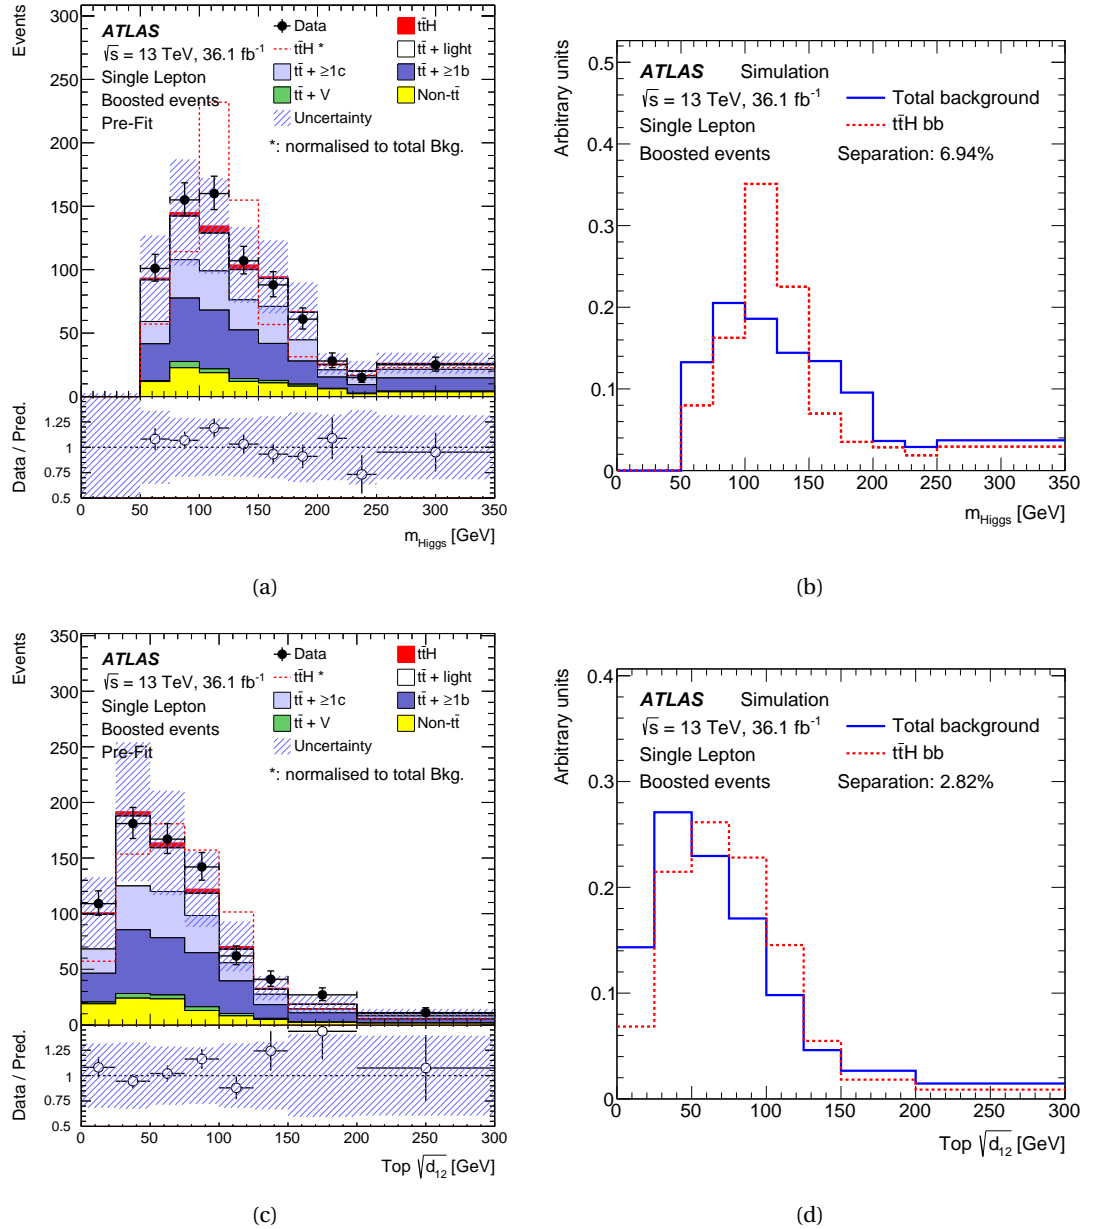 Events
300
250
200
150
100
50
0
ATLAS
√s = 13 TeV, 36.1 fb⁻¹
Single Lepton
Boosted events
Pre-Fit
Data
tt̄H
tt̄H *
tt̄ + light
tt̄ + ≥1c
tt̄ + ≥1b
tt̄ + V
Non-tt̄
Uncertainty
*: normalised to total Bkg.
Data / Pred.
1.25
1
0.75
0.5
0 50 100 150 200 250 300 350
m_Higgs [GeV]
(a)
Arbitrary units
0.5
0.4
0.3
0.2
0.1
0
ATLAS Simulation
√s = 13 TeV, 36.1 fb⁻¹
Single Lepton
Boosted events
Total background
tt̄H bb
Separation: 6.94%
0 50 100 150 200 250 300 350
m_Higgs [GeV]
(b)
Events
350
300
250
200
150
100
50
0
ATLAS
√s = 13 TeV, 36.1 fb⁻¹
Single Lepton
Boosted events
Pre-Fit
Data
tt̄H
tt̄H *
tt̄ + light
tt̄ + ≥1c
tt̄ + ≥1b
tt̄ + V
Non-tt̄
Uncertainty
*: normalised to total Bkg.
Data / Pred.
1.25
1
0.75
0.5
0 50 100 150 200 250 300
Top √d₁₂ [GeV]
(c)
Arbitrary units
0.4
0.3
0.2
0.1
0
ATLAS Simulation
√s = 13 TeV, 36.1 fb⁻¹
Single Lepton
Boosted events
Total background
tt̄H bb
Separation: 2.82%
0 50 100 150 200 250 300
Top √d₁₂ [GeV]
(d)